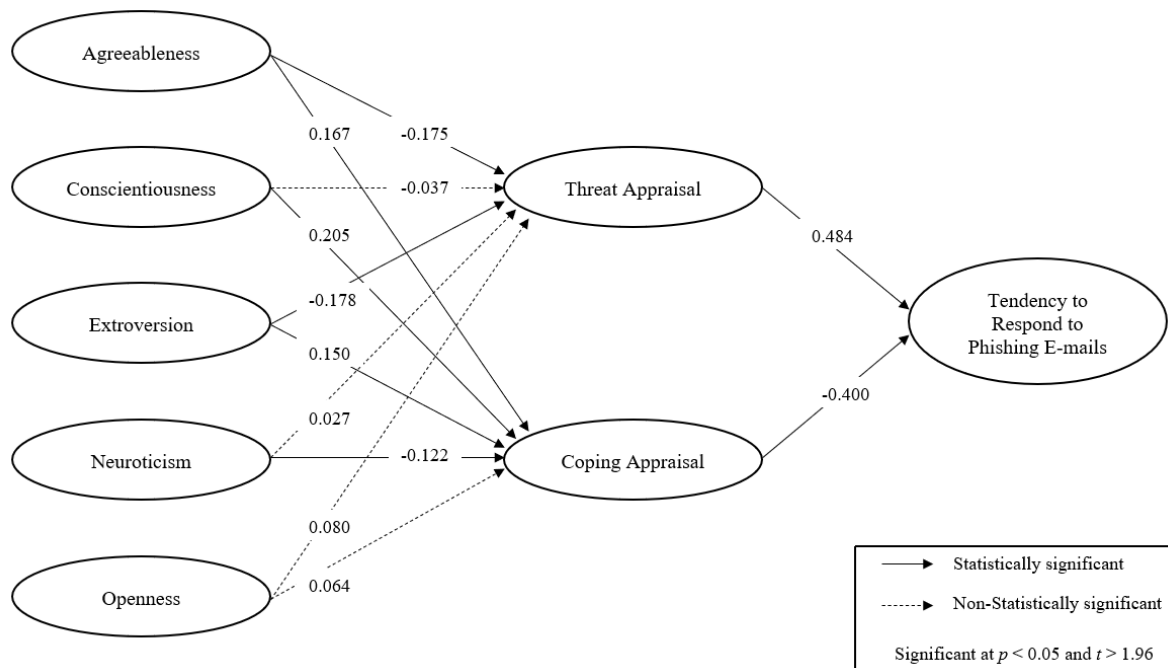 Agreeableness
0.167
-0.175
Conscientiousness
-0.037
Threat Appraisal
0.205
0.484
-0.178
Extroversion
Tendency to
Respond to
Phishing E-mails
0.150
-0.400
0.027
Neuroticism
-0.122
Coping Appraisal
0.080
0.064
Openness
Statistically significant
Non-Statistically significant
Significant at p < 0.05 and t > 1.96